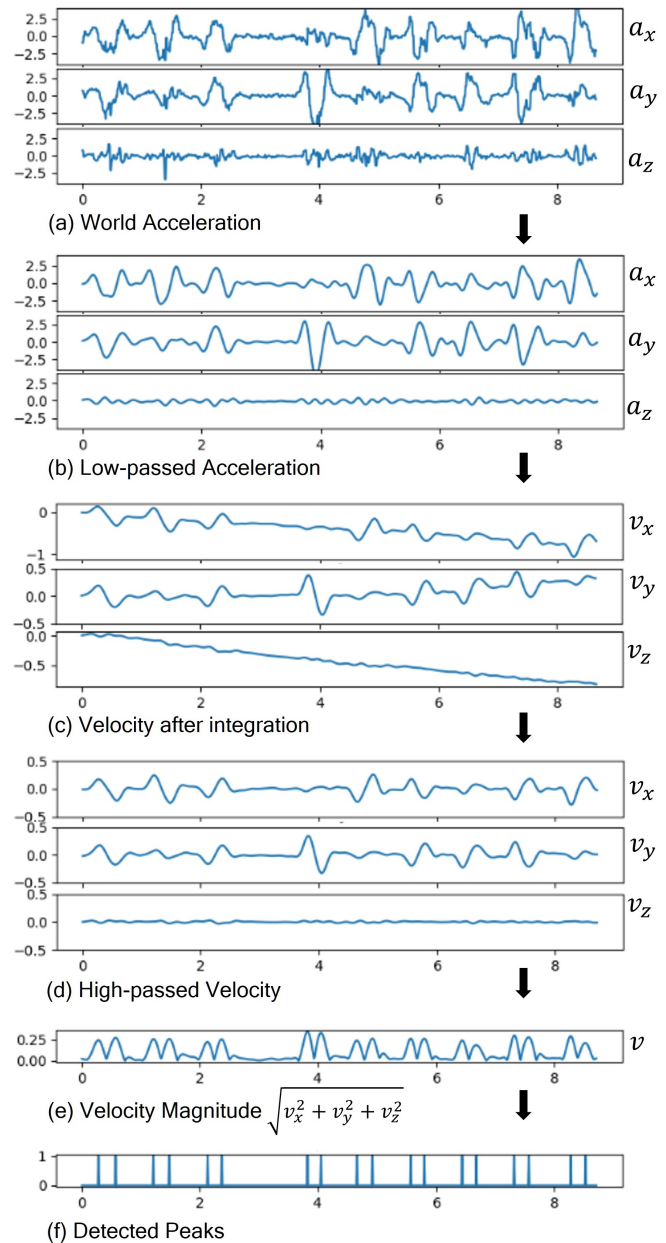 2.5
0.0
−2.5
a_x
2.5
0.0
−2.5
a_y
2.5
0.0
−2.5
a_z
0 2 4 6 8
(a) World Acceleration
2.5
0.0
−2.5
a_x
2.5
0.0
−2.5
a_y
2.5
0.0
−2.5
a_z
0 2 4 6 8
(b) Low-passed Acceleration
0
−1
v_x
0.5
0.0
−0.5
v_y
0.0
−0.5
v_z
0 2 4 6 8
(c) Velocity after integration
0.5
0.0
−0.5
v_x
0.5
0.0
−0.5
v_y
0.5
0.0
−0.5
v_z
0 2 4 6 8
(d) High-passed Velocity
0.25
0.00
v
0 2 4 6 8
(e) Velocity Magnitude √(v_x^2 + v_y^2 + v_z^2)
1
0
0 2 4 6 8
(f) Detected Peaks